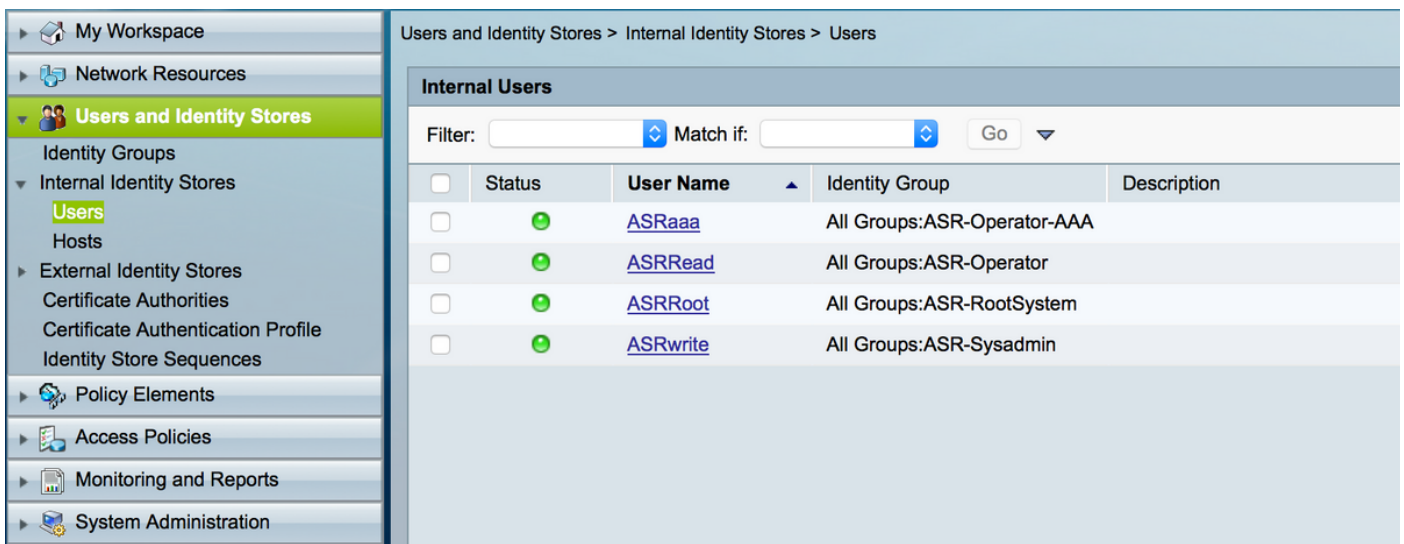 My Workspace
Network Resources
Users and Identity Stores
Identity Groups
Internal Identity Stores
Users
Hosts
External Identity Stores
Certificate Authorities
Certificate Authentication Profile
Identity Store Sequences
Policy Elements
Access Policies
Monitoring and Reports
System Administration
Users and Identity Stores > Internal Identity Stores > Users
Internal Users
Filter: Match if: Go
Status User Name Identity Group Description
ASRaaa All Groups:ASR-Operator-AAA
ASRRead All Groups:ASR-Operator
ASRRoot All Groups:ASR-RootSystem
ASRwrite All Groups:ASR-Sysadmin